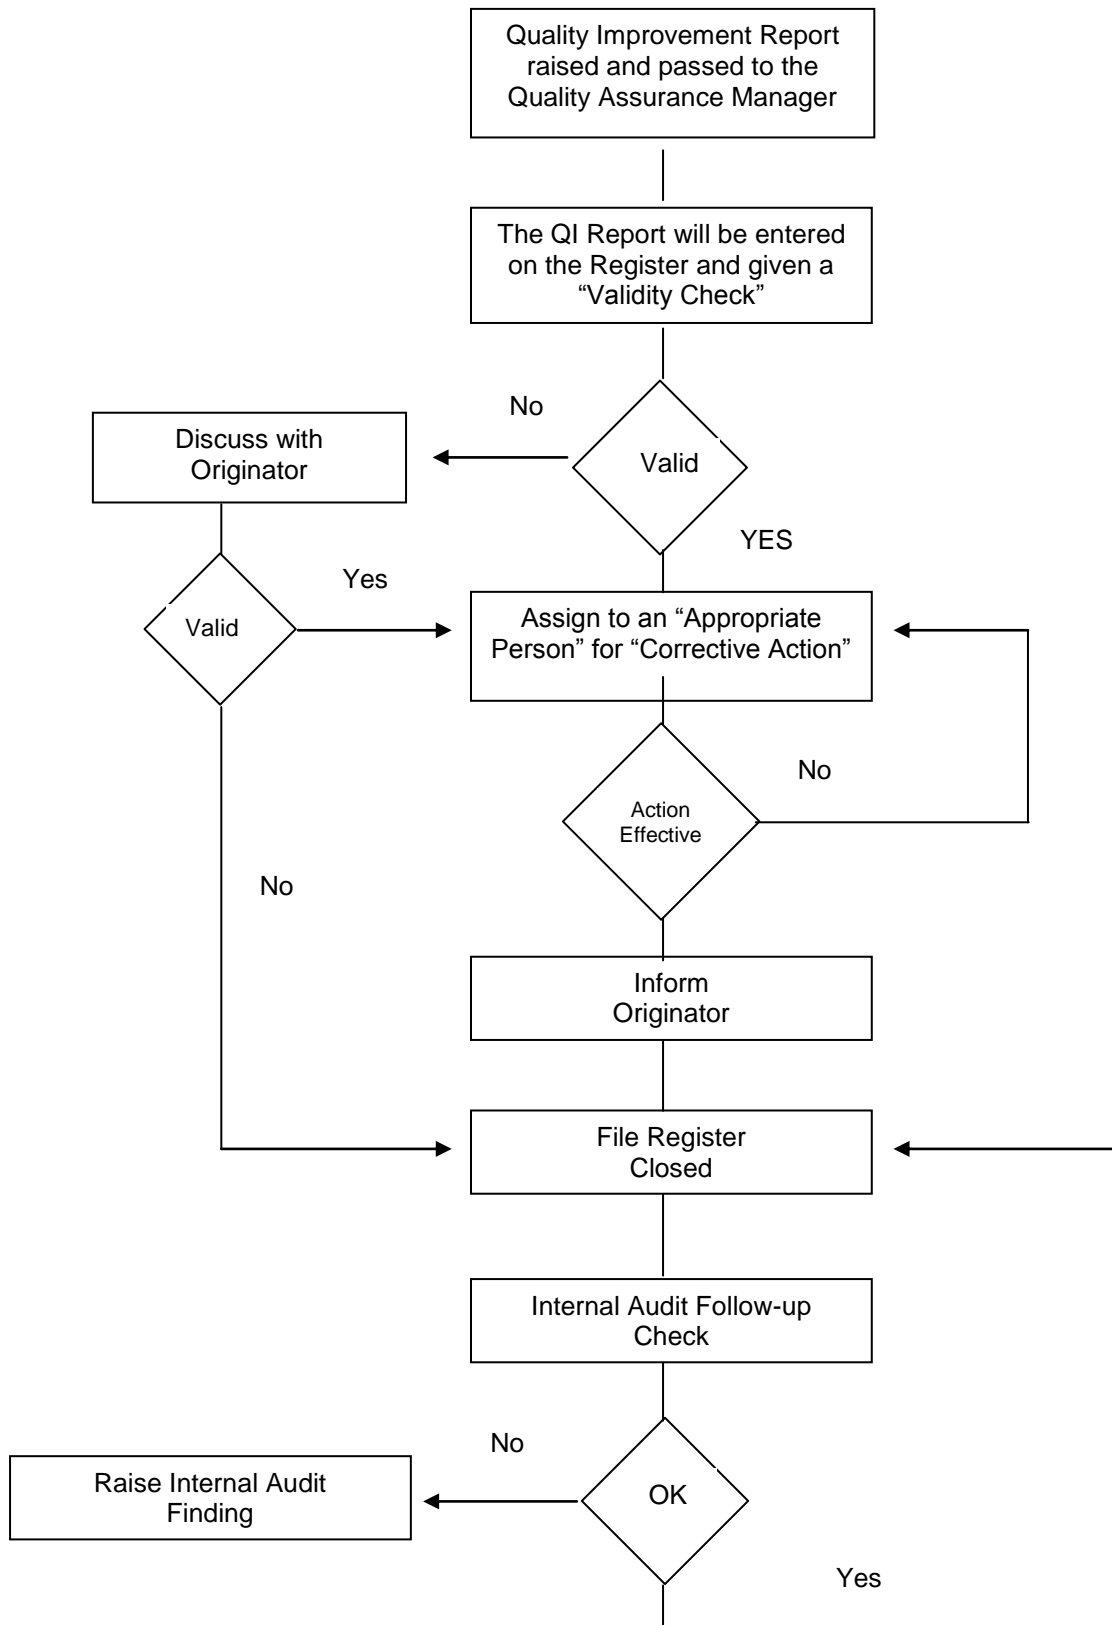 Quality Improvement Report
raised and passed to the
Quality Assurance Manager
The QI Report will be entered
on the Register and given a
“Validity Check”
No
Discuss with
Originator
Valid
YES
Yes
Valid
Assign to an “Appropriate
Person” for “Corrective Action”
No
Action
Effective
No
Inform
Originator
File Register
Closed
Internal Audit Follow-up
Check
No
Raise Internal Audit
Finding
OK
Yes